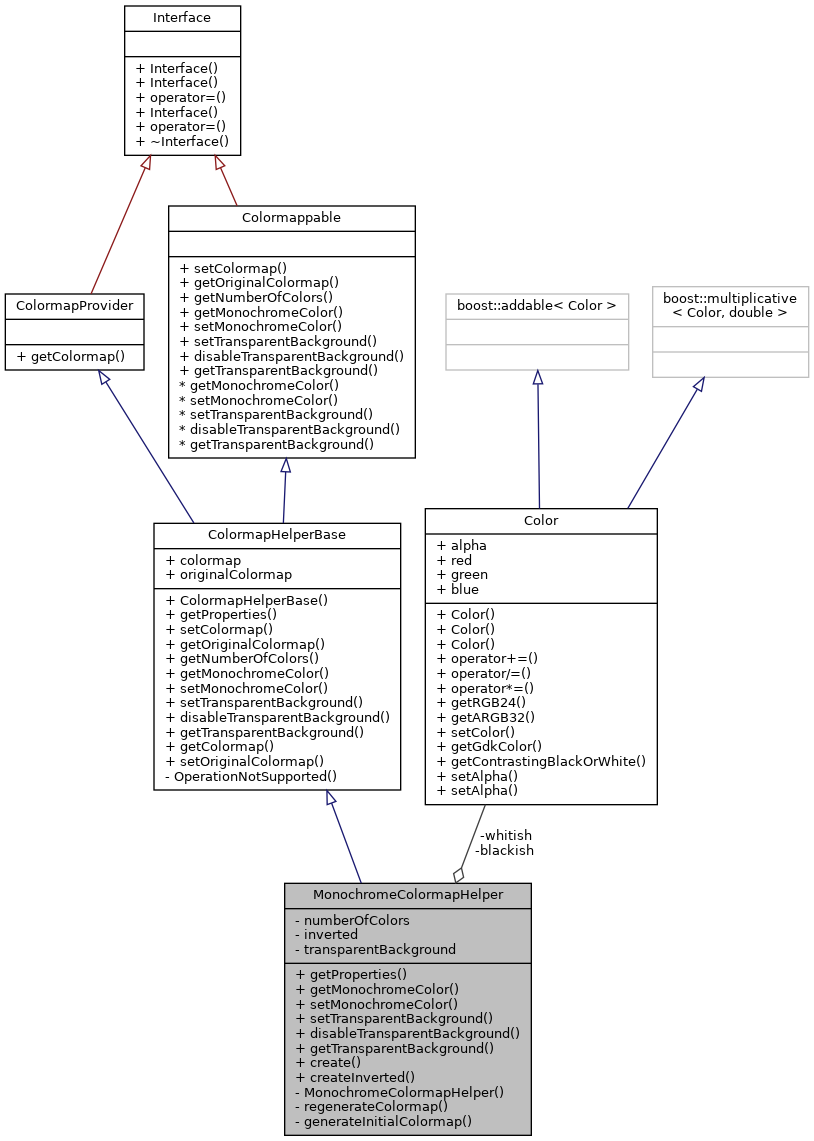 Interface
+ Interface()
+ Interface()
+ operator=()
+ Interface()
+ operator=()
+ ~Interface()
Colormappable
+ setColormap()
+ getOriginalColormap()
+ getNumberOfColors()
+ getMonochromeColor()
+ setMonochromeColor()
+ setTransparentBackground()
+ disableTransparentBackground()
+ getTransparentBackground()
* getMonochromeColor()
* setMonochromeColor()
* setTransparentBackground()
* disableTransparentBackground()
* getTransparentBackground()
ColormapProvider
+ getColormap()
boost::addable< Color >
boost::multiplicative
< Color, double >
ColormapHelperBase
+ colormap
+ originalColormap
+ ColormapHelperBase()
+ getProperties()
+ setColormap()
+ getOriginalColormap()
+ getNumberOfColors()
+ getMonochromeColor()
+ setMonochromeColor()
+ setTransparentBackground()
+ disableTransparentBackground()
+ getTransparentBackground()
+ getColormap()
+ setOriginalColormap()
- OperationNotSupported()
Color
+ alpha
+ red
+ green
+ blue
+ Color()
+ Color()
+ Color()
+ operator+=()
+ operator/=()
+ operator*=()
+ getRGB24()
+ getARGB32()
+ setColor()
+ getGdkColor()
+ getContrastingBlackOrWhite()
+ setAlpha()
+ setAlpha()
-whitish
-blackish
MonochromeColormapHelper
- numberOfColors
- inverted
- transparentBackground
+ getProperties()
+ getMonochromeColor()
+ setMonochromeColor()
+ setTransparentBackground()
+ disableTransparentBackground()
+ getTransparentBackground()
+ create()
+ createInverted()
- MonochromeColormapHelper()
- regenerateColormap()
- generateInitialColormap()